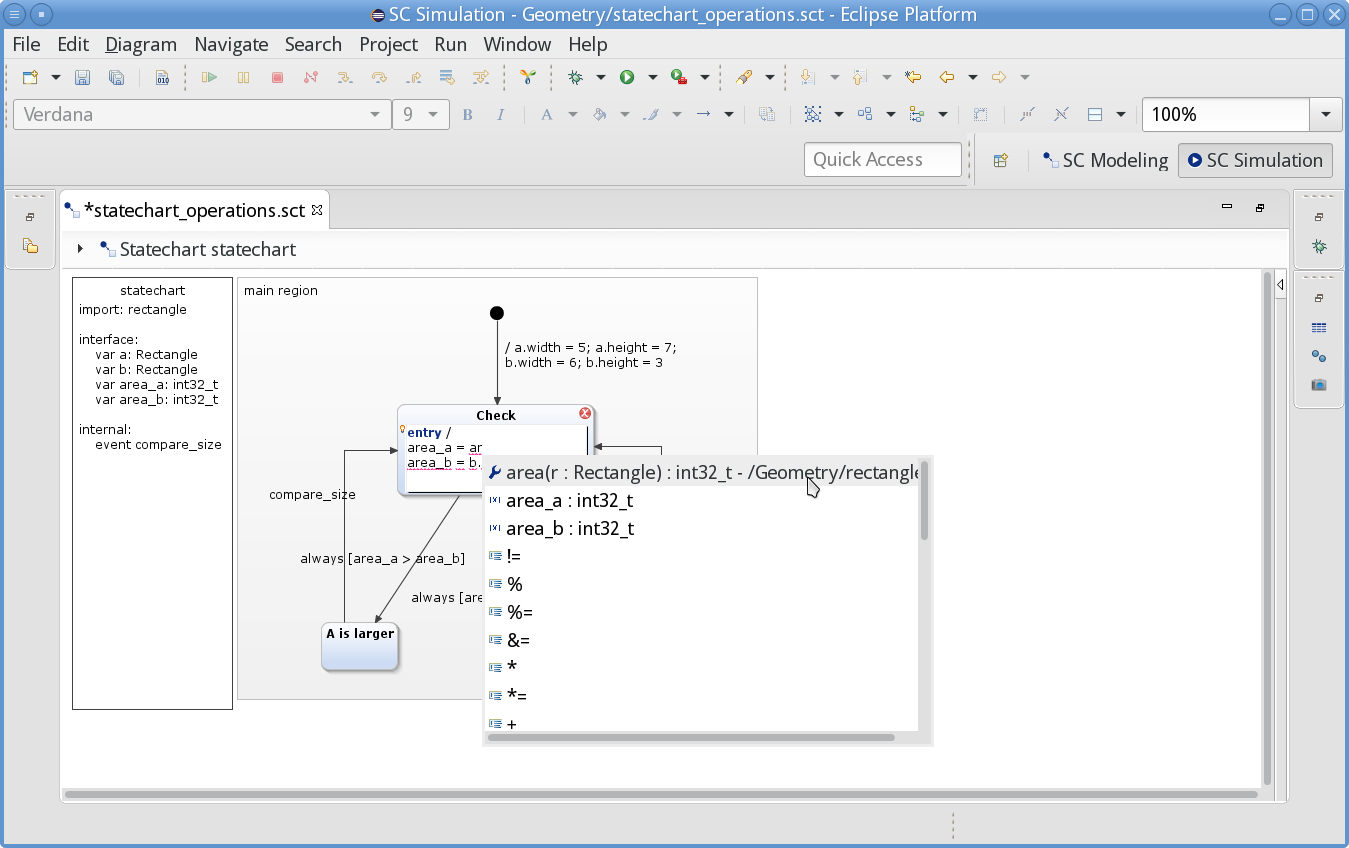 SC Simulation - Geometry/statechart_operations.sct - Eclipse Platform
File Edit Diagram Navigate Search Project Run Window Help
010
Verdana 9 B I A 100%
Quick Access SC Modeling SC Simulation
*statechart_operations.sct
Statechart statechart
statechart
import: rectangle
interface:
var a: Rectangle
var b: Rectangle
var area_a: int32_t
var area_b: int32_t
internal:
event compare_size
main region
/ a.width = 5; a.height = 7;
b.width = 6; b.height = 3
Check
entry /
area_a = ar
area_b = b.
compare_size
always [area_a > area_b]
always [are
A is larger
area(r : Rectangle) : int32_t - /Geometry/rectangle
area_a : int32_t
area_b : int32_t
!=
%
%=
&=
*
*=
+